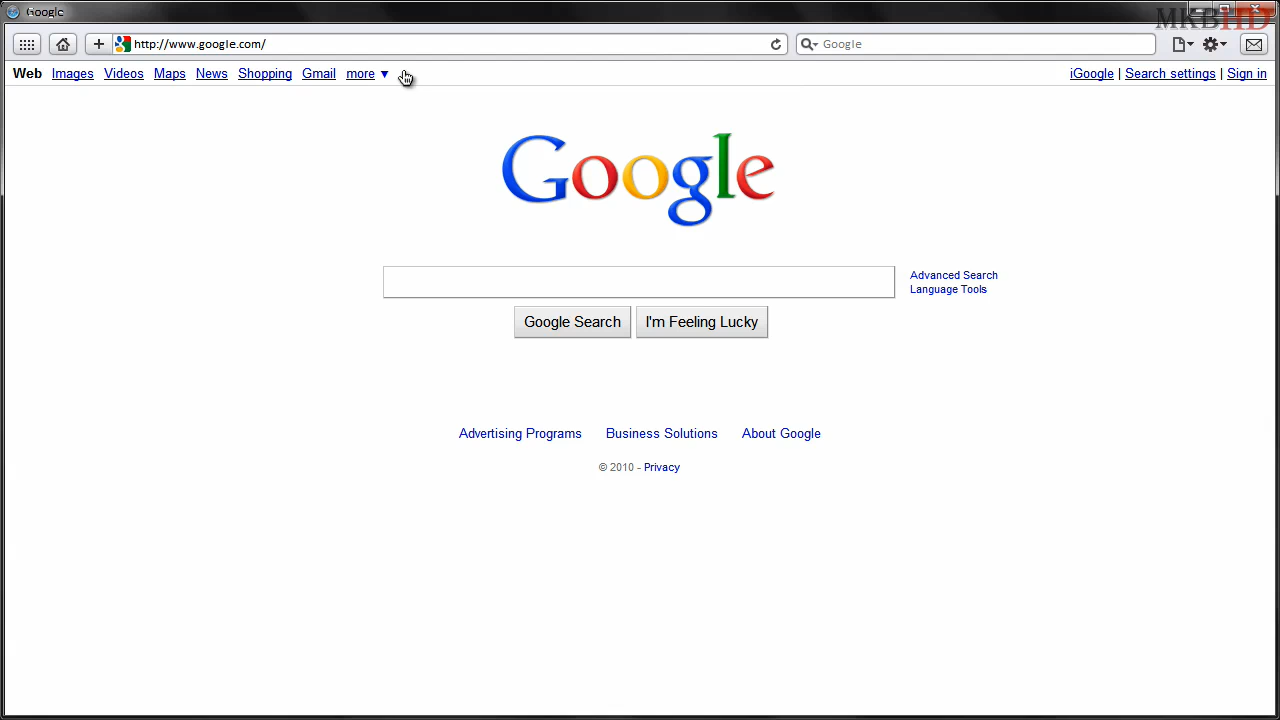 Google
MKBHD
http://www.google.com/
Google
Web Images Videos Maps News Shopping Gmail more ▼
iGoogle | Search settings | Sign in
Google
Advanced Search
Language Tools
Google Search
I'm Feeling Lucky
Advertising Programs Business Solutions About Google
© 2010 - Privacy